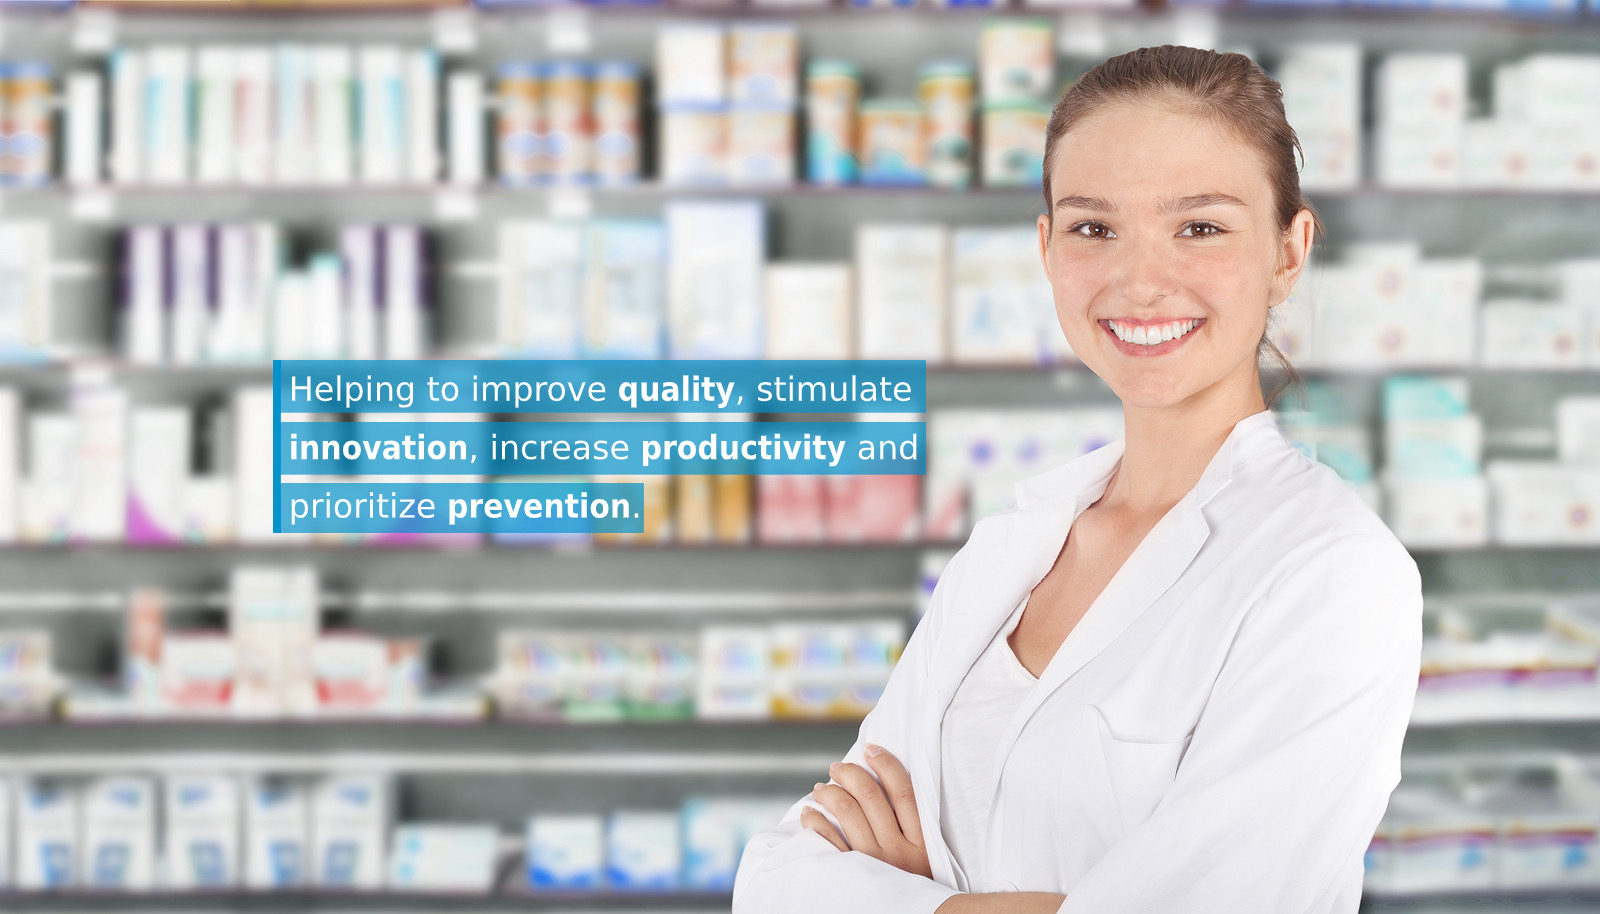 Helping to improve quality, stimulate
innovation, increase productivity and
prioritize prevention.